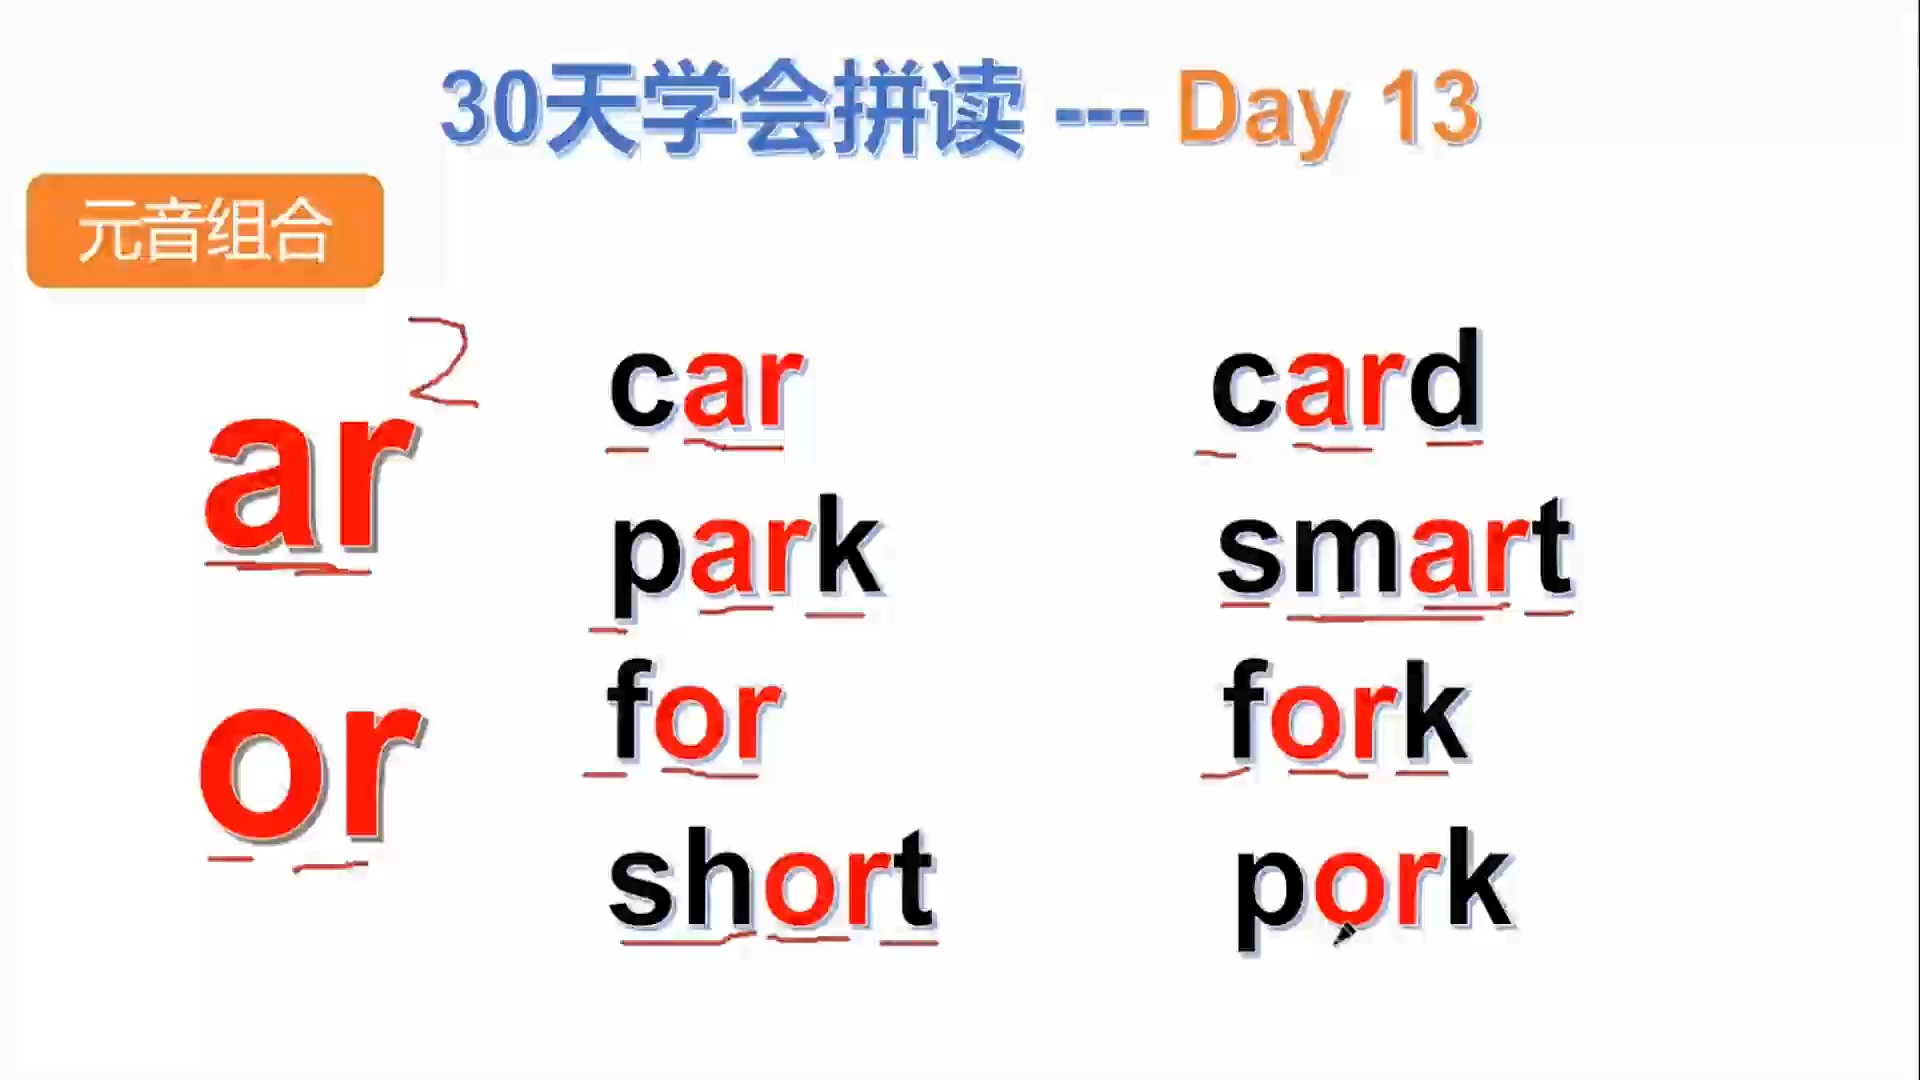 30天学会拼读 --- Day 13
元音组合
2
ar
car card
park smart
or
for fork
short pork